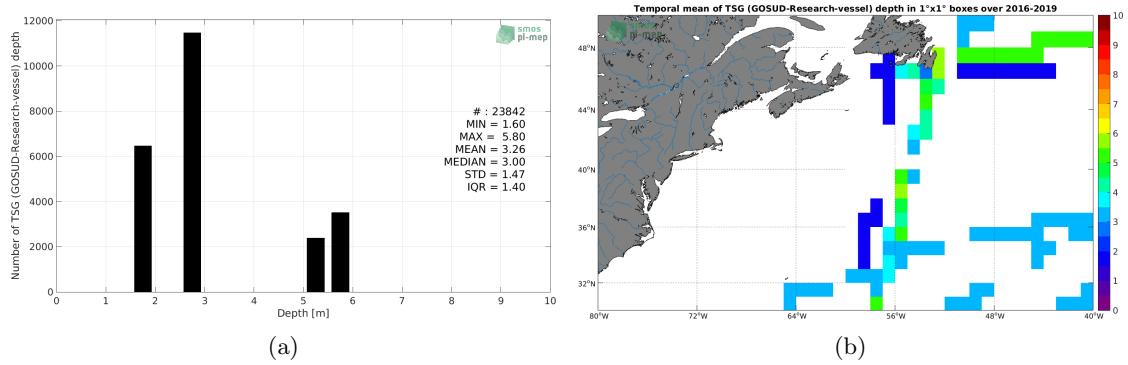 12000
10000
8000
6000
4000
2000
0
Number of TSG (GOSUD-Research-vessel) depth
smos
pi-mep
# : 23842
MIN = 1.60
MAX = 5.80
MEAN = 3.26
MEDIAN = 3.00
STD = 1.47
IQR = 1.40
0 1 2 3 4 5 6 7 8 9 10
Depth [m]
(a)
Temporal mean of TSG (GOSUD-Research-vessel) depth in 1°x1° boxes over 2016-2019
smos
pi-mep
48°N
44°N
40°N
36°N
32°N
80°W 72°W 64°W 56°W 48°W 40°W
10
9
8
7
6
5
4
3
2
1
0
(b)